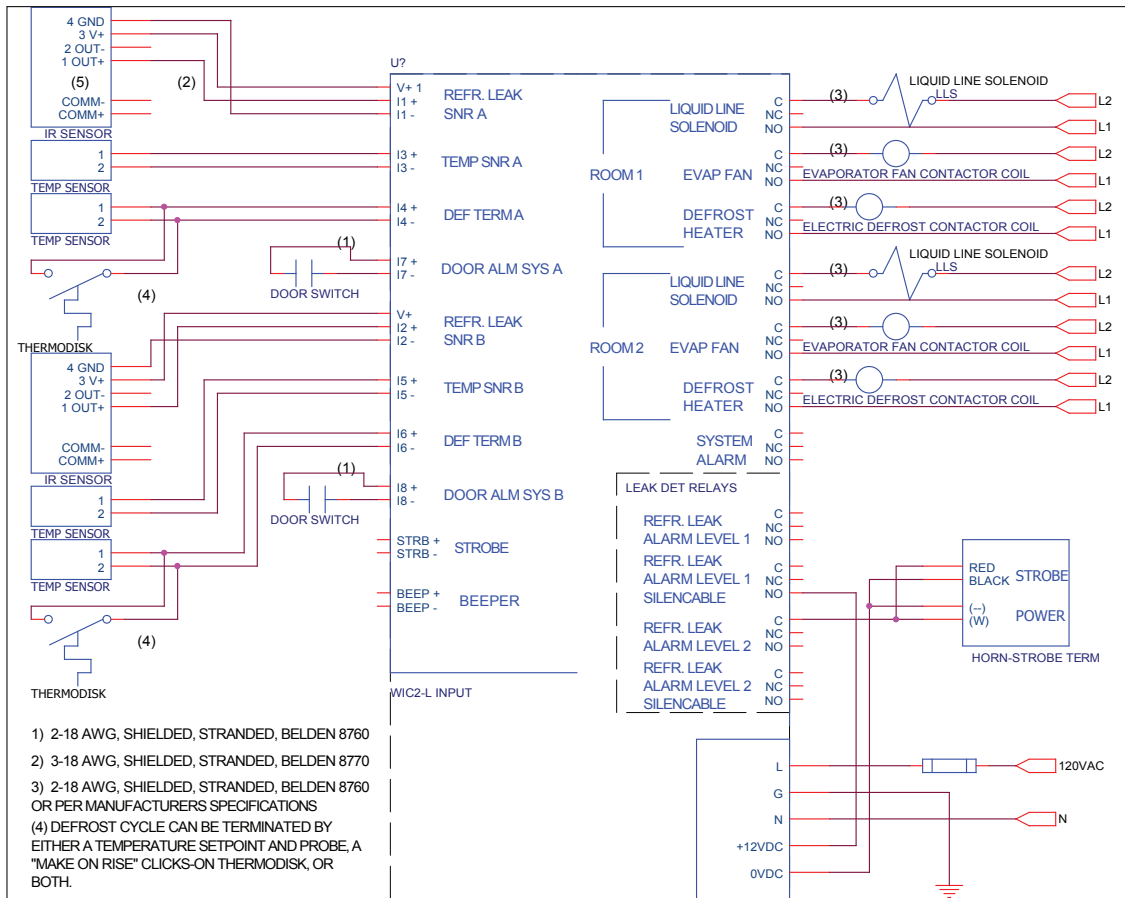 4 GND
3 V+
2 OUT-
1 OUT+
(5)
(2)
COMM-
COMM+
IR SENSOR
1
2
TEMP SENSOR
1
2
TEMP SENSOR
(4)
THERMODISK
(1)
DOOR SWITCH
4 GND
3 V+
2 OUT-
1 OUT+
COMM-
COMM+
IR SENSOR
1
2
TEMP SENSOR
1
2
TEMP SENSOR
(4)
THERMODISK
(1)
DOOR SWITCH
U?
V+ 1
I1 +
I1 -
REFR. LEAK
SNR A
I3 +
I3 -
TEMP SNR A
I4 +
I4 -
DEF TERM A
I7 +
I7 -
DOOR ALM SYS A
V+
I2 +
I2 -
REFR. LEAK
SNR B
I5 +
I5 -
TEMP SNR B
I6 +
I6 -
DEF TERM B
I8 +
I8 -
DOOR ALM SYS B
STRB +
STRB -
STROBE
BEEP +
BEEP -
BEEPER
WIC2-L INPUT
ROOM 1
LIQUID LINE
SOLENOID
C
NC
NO
EVAP FAN
C
NC
NO
DEFROST
HEATER
C
NC
NO
ROOM 2
LIQUID LINE
SOLENOID
C
NC
NO
EVAP FAN
C
NC
NO
DEFROST
HEATER
C
NC
NO
SYSTEM
ALARM
C
NC
NO
LEAK DET RELAYS
REFR. LEAK
ALARM LEVEL 1
C
NC
NO
REFR. LEAK
ALARM LEVEL 1
SILENCABLE
C
NC
NO
REFR. LEAK
ALARM LEVEL 2
C
NC
NO
REFR. LEAK
ALARM LEVEL 2
SILENCABLE
C
NC
NO
(3)
LIQUID LINE SOLENOID
LLS
L2
L1
(3)
L2
EVAPORATOR FAN CONTACTOR COIL
L1
(3)
L2
ELECTRIC DEFROST CONTACTOR COIL
L1
(3)
LIQUID LINE SOLENOID
LLS
L2
L1
(3)
L2
EVAPORATOR FAN CONTACTOR COIL
L1
(3)
L2
ELECTRIC DEFROST CONTACTOR COIL
L1
RED
BLACK
STROBE
(--)
(W)
POWER
HORN-STROBE TERM
L
G
N
+12VDC
0VDC
120VAC
N
1) 2-18 AWG, SHIELDED, STRANDED, BELDEN 8760
2) 3-18 AWG, SHIELDED, STRANDED, BELDEN 8770
3) 2-18 AWG, SHIELDED, STRANDED, BELDEN 8760
OR PER MANUFACTURERS SPECIFICATIONS
(4) DEFROST CYCLE CAN BE TERMINATED BY
EITHER A TEMPERATURE SETPOINT AND PROBE, A
"MAKE ON RISE" CLICKS-ON THERMODISK, OR
BOTH.